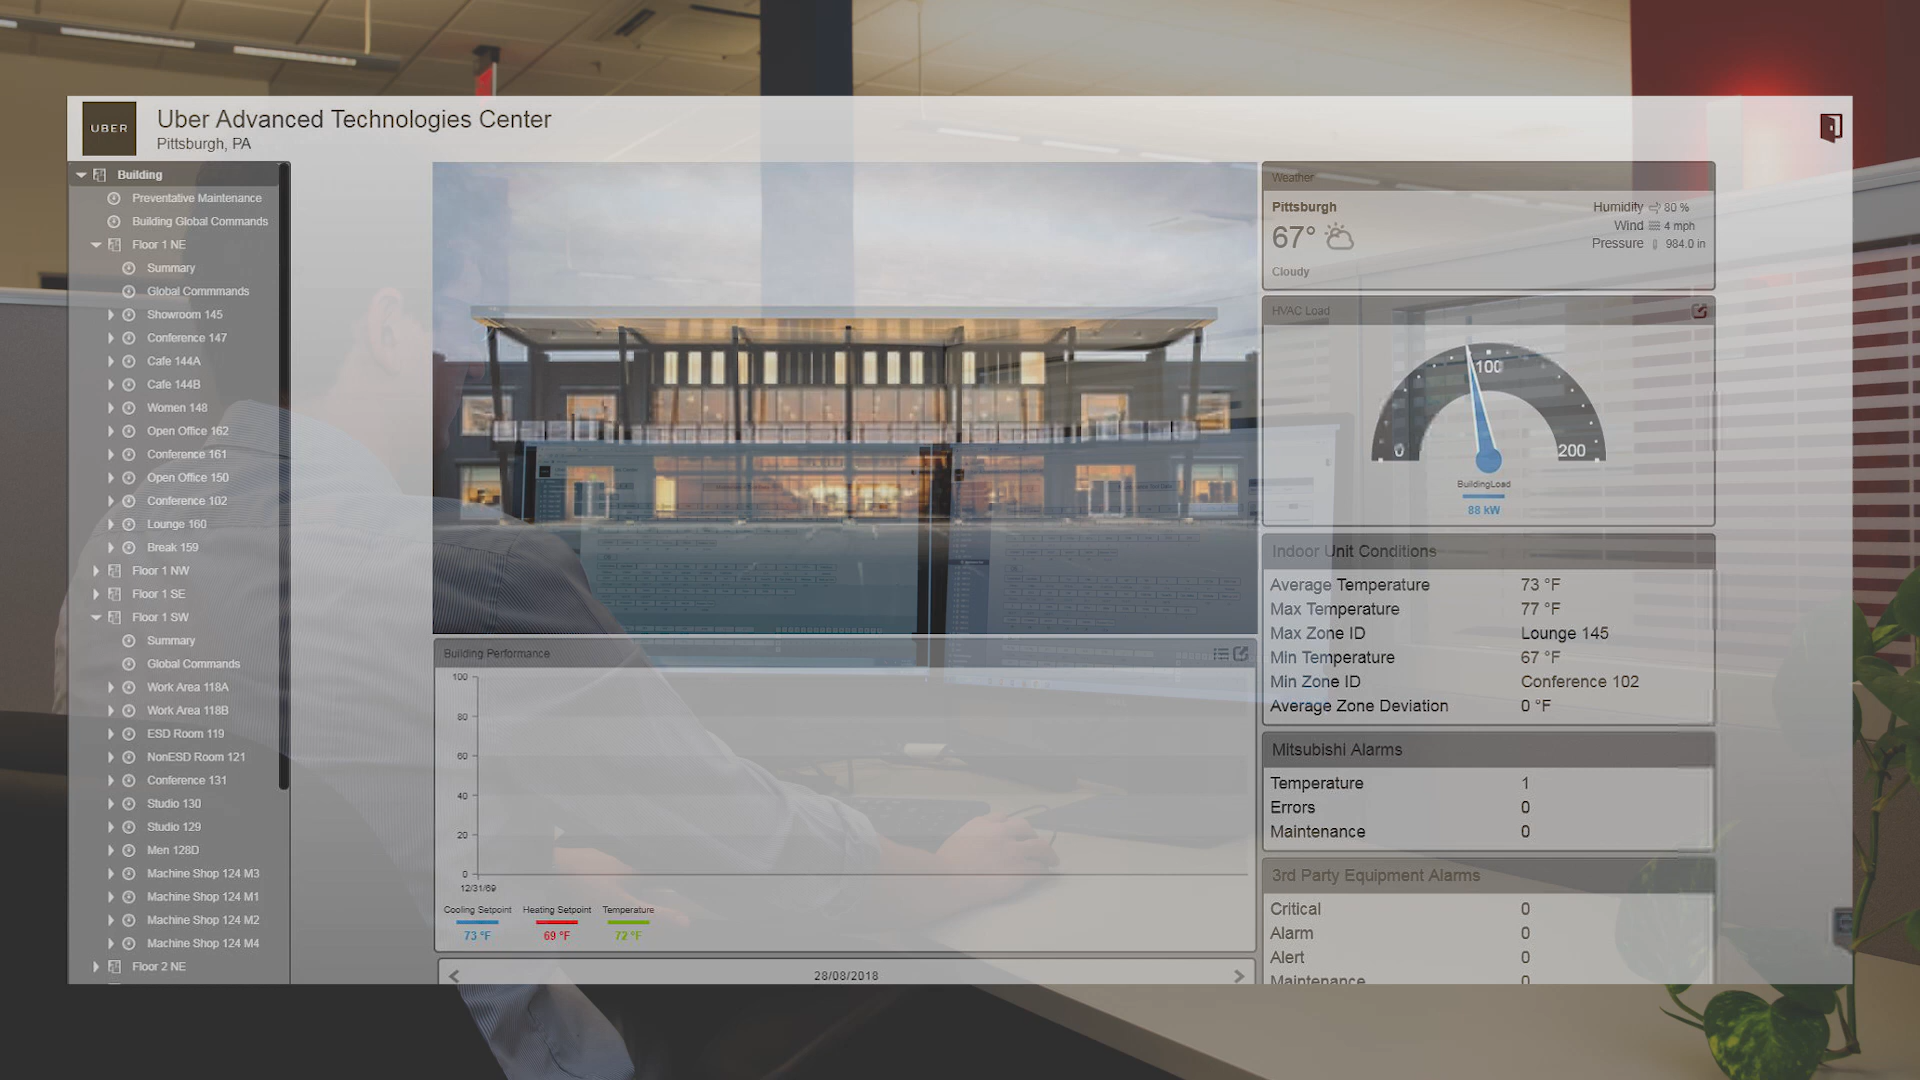 UBER
Uber Advanced Technologies Center
Pittsburgh, PA
Building
Preventative Maintenance
Building Global Commands
Floor 1 NE
Summary
Global Commmands
Showroom 145
Conference 147
Cafe 144A
Cafe 144B
Women 148
Open Office 162
Conference 161
Open Office 150
Conference 102
Lounge 160
Break 159
Floor 1 NW
Floor 1 SE
Floor 1 SW
Summary
Global Commands
Work Area 118A
Work Area 118B
ESD Room 119
NonESD Room 121
Conference 131
Studio 130
Studio 129
Men 128D
Machine Shop 124 M3
Machine Shop 124 M1
Machine Shop 124 M2
Machine Shop 124 M4
Floor 2 NE
Building Performance
100
80
60
40
20
0
12/31/69
Cooling Setpoint Heating Setpoint Temperature
73 °F 69 °F 72 °F
28/08/2018
Weather
Pittsburgh
67°
Cloudy
Humidity 80 %
Wind 4 mph
Pressure 984.0 in
HVAC Load
0 100 200
BuildingLoad
88 kW
Indoor Unit Conditions
Average Temperature 73 °F
Max Temperature 77 °F
Max Zone ID Lounge 145
Min Temperature 67 °F
Min Zone ID Conference 102
Average Zone Deviation 0 °F
Mitsubishi Alarms
Temperature 1
Errors 0
Maintenance 0
3rd Party Equipment Alarms
Critical 0
Alarm 0
Alert 0
Maintenance 0